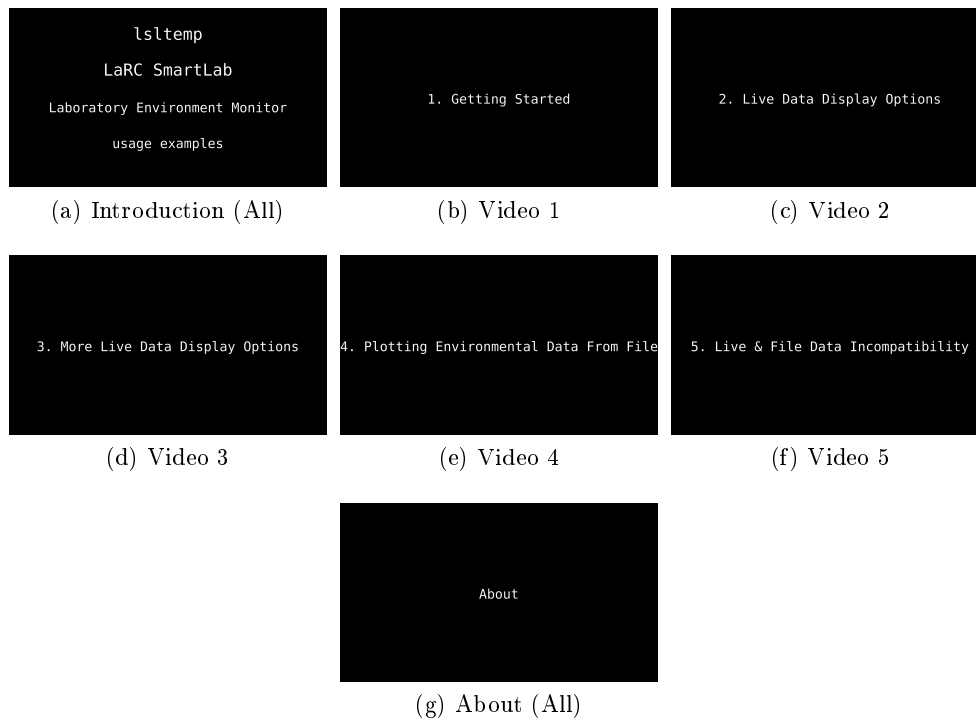 lsltemp
LaRC SmartLab
Laboratory Environment Monitor
usage examples
(a) Introduction (All)
1. Getting Started
(b) Video 1
2. Live Data Display Options
(c) Video 2
3. More Live Data Display Options
(d) Video 3
4. Plotting Environmental Data From File
(e) Video 4
5. Live & File Data Incompatibility
(f) Video 5
About
(g) About (All)